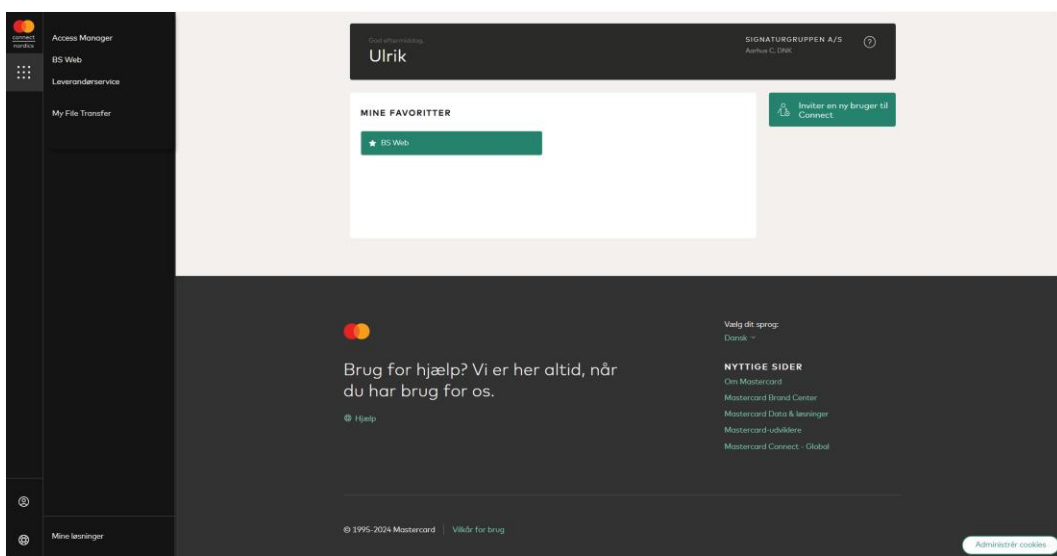 connect
nordics
Access Manager
BS Web
Leverandørservice
My File Transfer
Mine løsninger
God eftermiddag,
Ulrik
SIGNATURGRUPPEN A/S
Aarhus C, DNK
MINE FAVORITTER
BS Web
Inviter en ny bruger til
Connect
Brug for hjælp? Vi er her altid, når
du har brug for os.
Hjælp
Vælg dit sprog:
Dansk
NYTTIGE SIDER
Om Mastercard
Mastercard Brand Center
Mastercard Data & løsninger
Mastercard-udviklere
Mastercard Connect - Global
© 1995-2024 Mastercard | Vilkår for brug
Administrér cookies